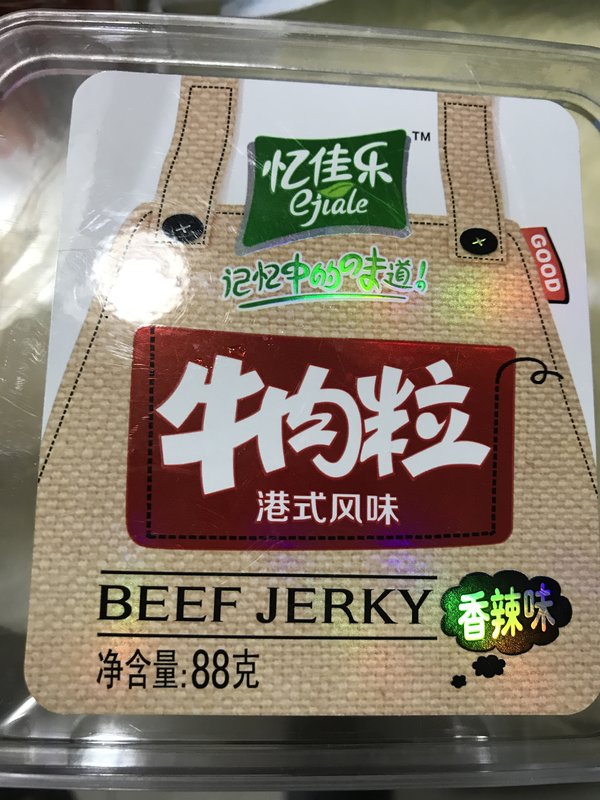 忆佳乐
TM
ejiale
记忆中的の味道!
GOOD
牛肉粒
港式风味
BEEF JERKY
香辣味
净含量:88克